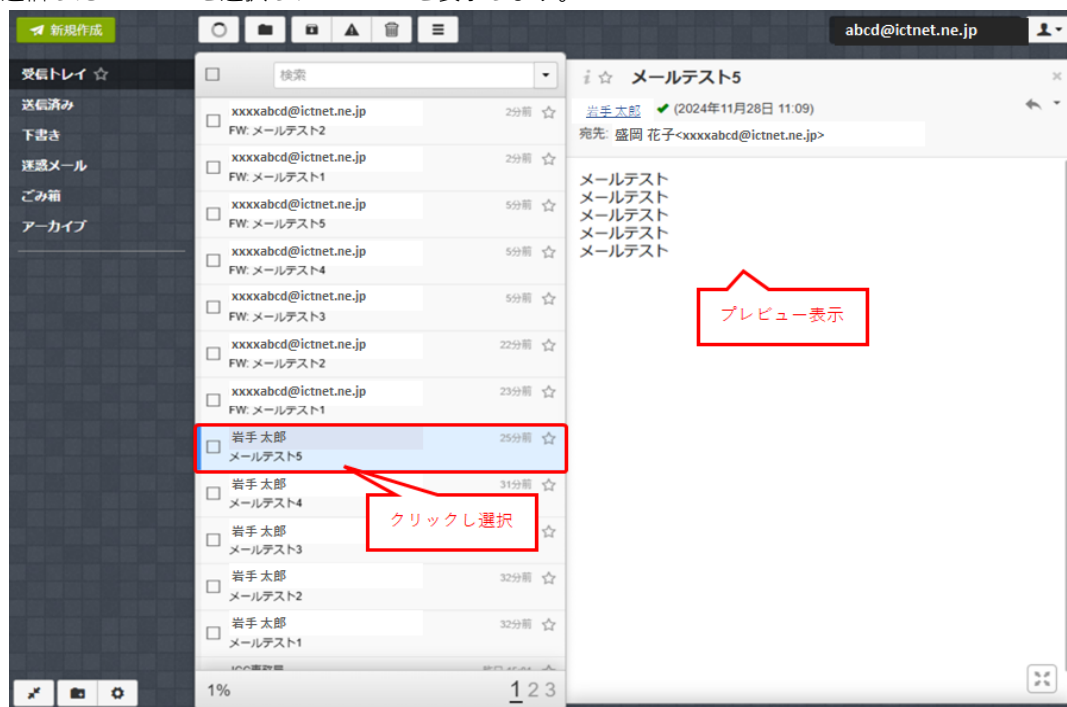 新規作成
abcd@ictnet.ne.jp
受信トレイ
送信済み
下書き
迷惑メール
ごみ箱
アーカイブ
検索
xxxxabcd@ictnet.ne.jp 2分前
FW: メールテスト2
xxxxabcd@ictnet.ne.jp 2分前
FW: メールテスト1
xxxxabcd@ictnet.ne.jp 5分前
FW: メールテスト5
xxxxabcd@ictnet.ne.jp 5分前
FW: メールテスト4
xxxxabcd@ictnet.ne.jp 5分前
FW: メールテスト3
xxxxabcd@ictnet.ne.jp 22分前
FW: メールテスト2
xxxxabcd@ictnet.ne.jp 23分前
FW: メールテスト1
岩手 太郎 25分前
メールテスト5
岩手 太郎 31分前
メールテスト4
クリックし選択
岩手 太郎
メールテスト3
岩手 太郎 32分前
メールテスト2
岩手 太郎 32分前
メールテスト1
1%
1 2 3
メールテスト5
岩手 太郎 (2024年11月28日 11:09)
宛先: 盛岡 花子<xxxxabcd@ictnet.ne.jp>
メールテスト
メールテスト
メールテスト
メールテスト
メールテスト
プレビュー表示